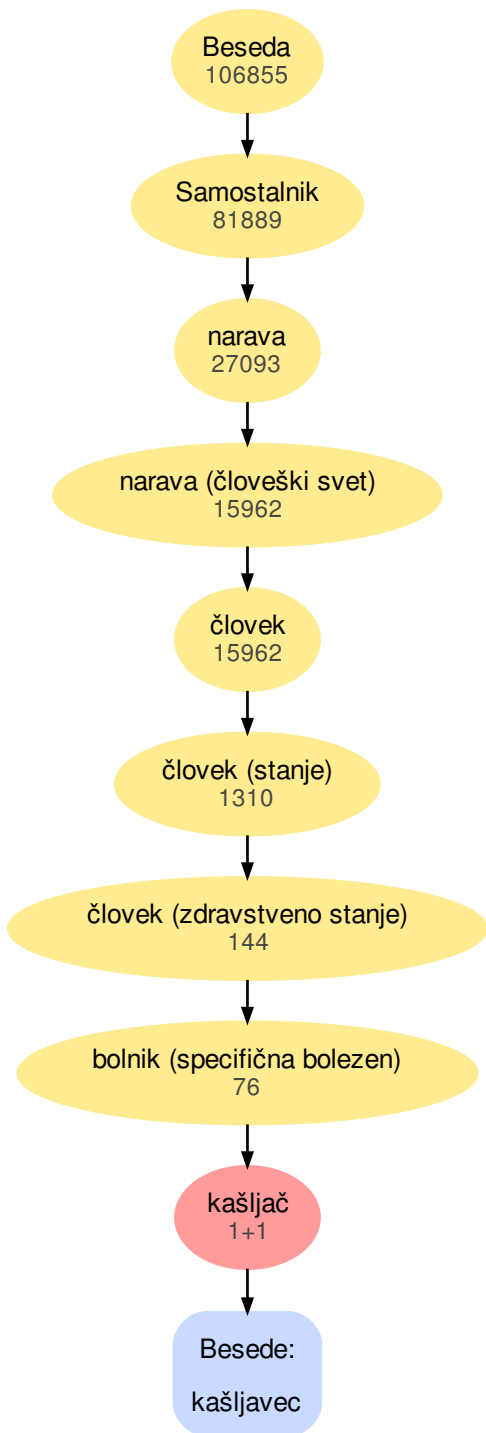 Beseda
106855
Samostalnik
81889
narava
27093
narava (človeški svet)
15962
človek
15962
človek (stanje)
1310
človek (zdravstveno stanje)
144
bolnik (specifična bolezen)
76
kašljač
1+1
Besede:
kašljavec